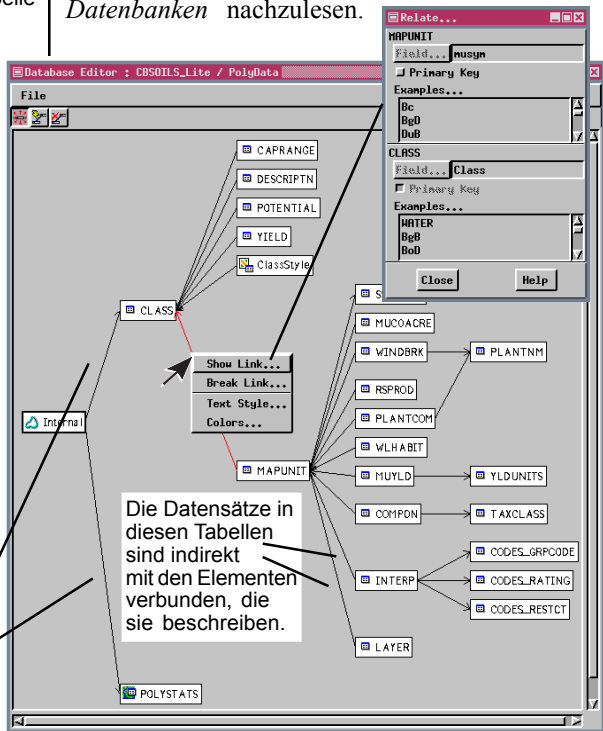 Datenbanken nachzulesen.
Relate...
MAPUNIT
Field... musym
Primary Key
Examples...
Bc
BgD
DuB
CLASS
Field... Class
Primary Key
Examples...
WATER
BgB
BoD
Close Help
Database Editor : CBSOILS_Lite / PolyData
File
CAPRANGE
DESCRIPTN
POTENTIAL
YIELD
ClassStyle
CLASS
Show Link...
Break Link...
Text Style...
Colors...
Internal
MAPUNIT
MUCOACRE
WINDBRK
PLANTNM
RSPROD
PLANTCOM
WLHABIT
MUYLD
YLDUNITS
COMPON
TAXCLASS
INTERP
CODES_GRPCODE
CODES_RATING
CODES_RESTCT
LAYER
POLYSTATS
Die Datensätze in
diesen Tabellen
sind indirekt
mit den Elementen
verbunden, die
sie beschreiben.